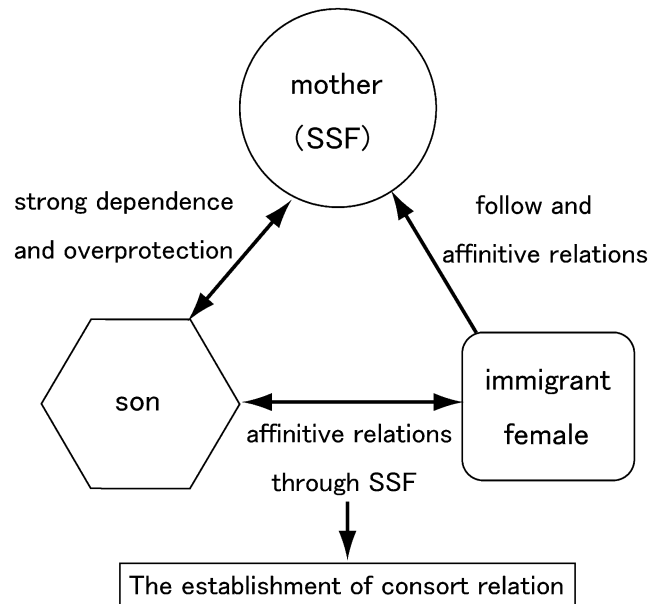 mother
(SSF)
strong dependence
and overprotection
follow and
affinitive relations
son
immigrant
female
affinitive relations
through SSF
The establishment of consort relation